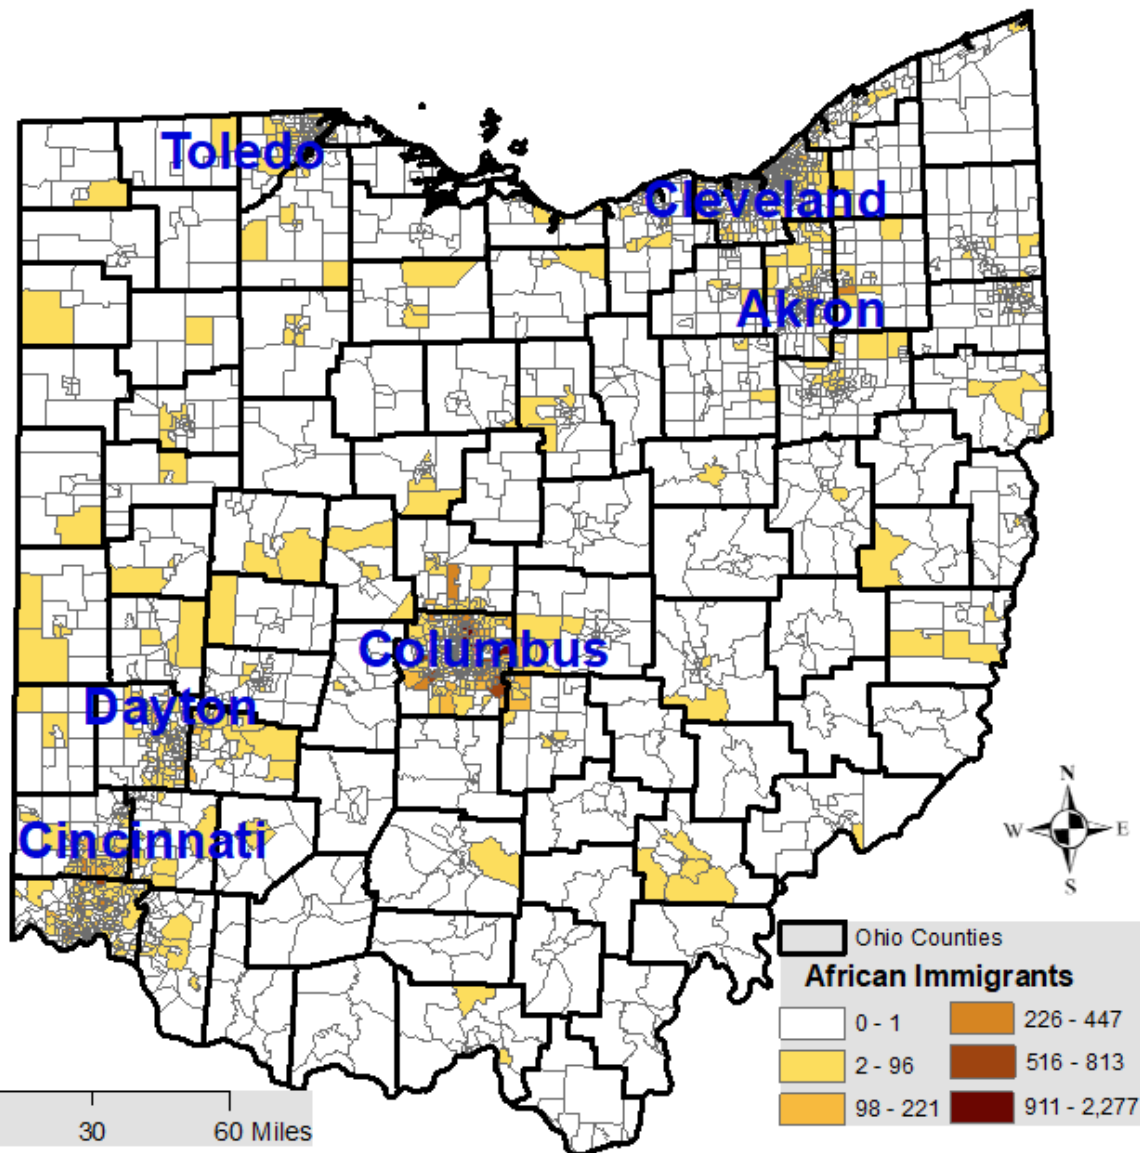 Toledo
Cleveland
Akron
Columbus
Dayton
Cincinnati
N
W E
S
Ohio Counties
African Immigrants
0 - 1 226 - 447
2 - 96 516 - 813
98 - 221 911 - 2,277
30 60 Miles